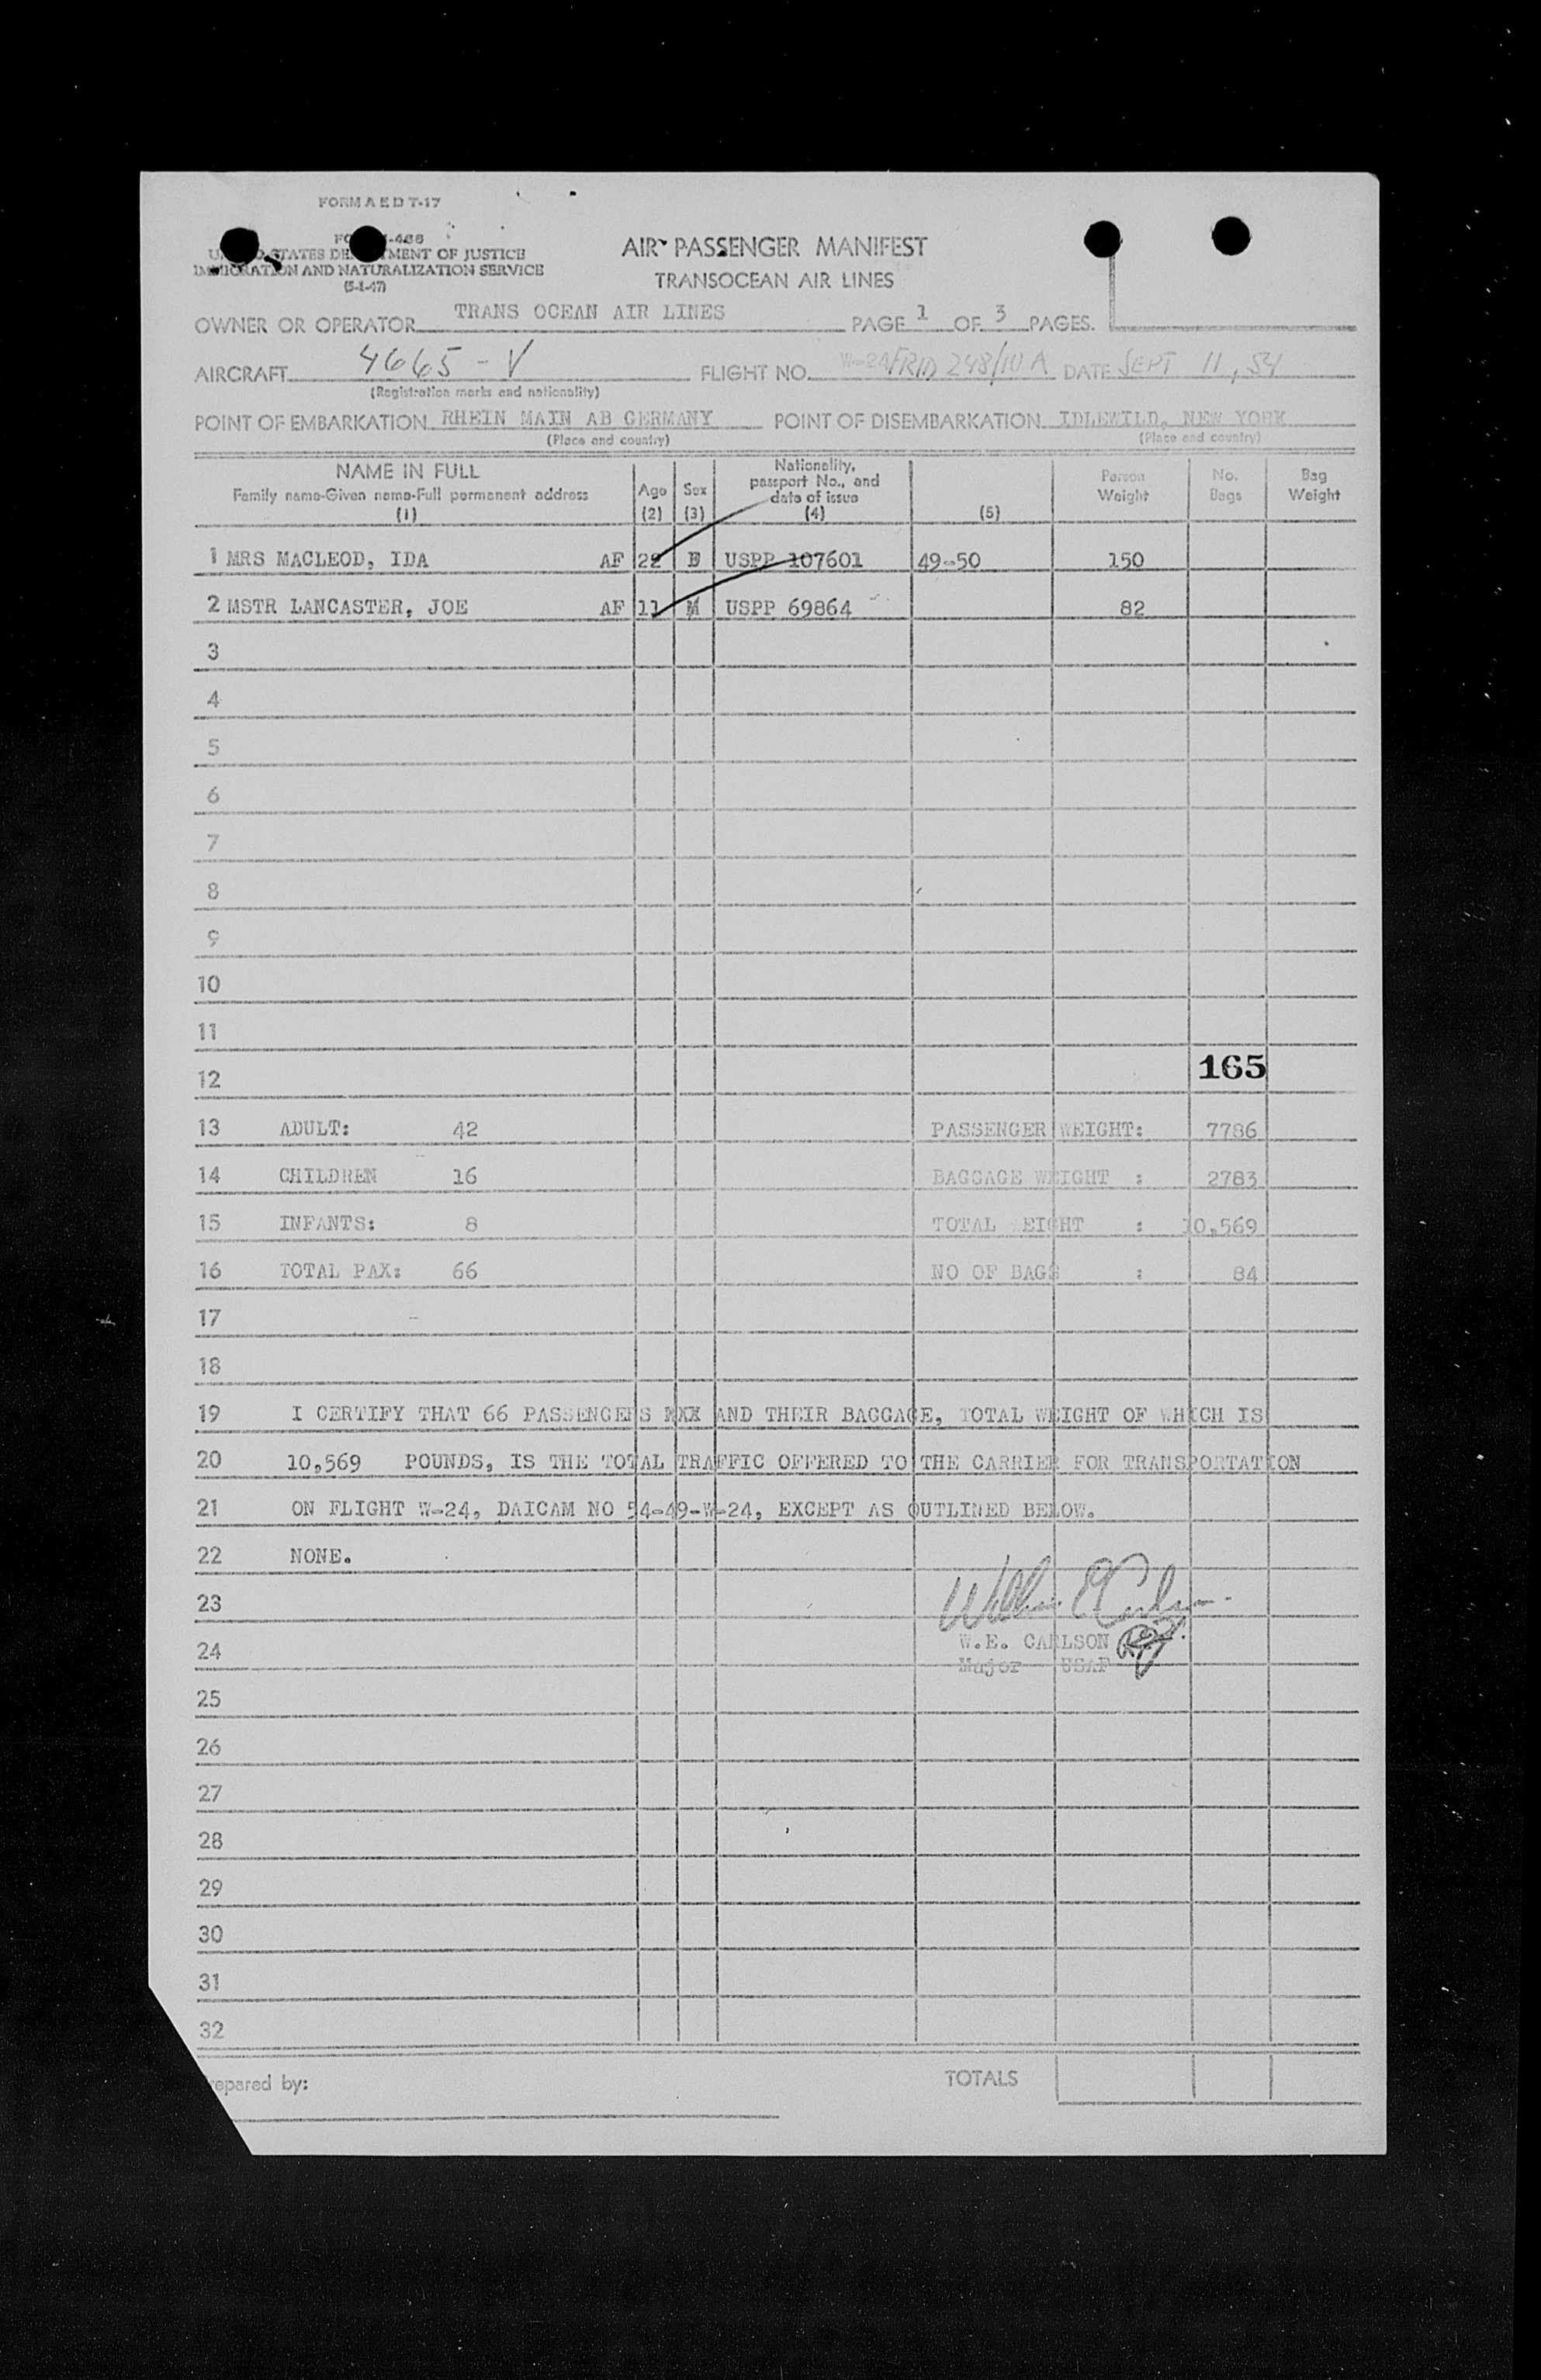 FORM A E D T-17
UNITED STATES DEPARTMENT OF JUSTICE
IMMIGRATION AND NATURALIZATION SERVICE
(5-1-47)
AIR PASSENGER MANIFEST
TRANSOCEAN AIR LINES
OWNER OR OPERATOR TRANS OCEAN AIR LINES PAGE 1 OF 3 PAGES.
AIRCRAFT 4665-V FLIGHT NO. DATE SEPT 11, 54
(Registration marks and nationality)
POINT OF EMBARKATION RHEIN MAIN AB GERMANY POINT OF DISEMBARKATION IDLEWILD, NEW YORK
(Place and country) (Place and country)
NAME IN FULL
Family name-Given name-Full permanent address
(1)
Age
(2)
Sex
(3)
Nationality,
passport No., and
date of issue
(4)
(5)
Person
Weight
No.
Bags
Bag
Weight
1 MRS MACLEOD, IDA AF 22 USPP 107601 49-50 150
2 MSTR LANCASTER, JOE AF 11 M USPP 69864 82
3
4
5
6
7
8
9
10
11
12 165
13 ADULT: 42 PASSENGER WEIGHT: 7786
14 CHILDREN 16 BAGGAGE WEIGHT : 2783
15 INFANTS: 8 TOTAL WEIGHT : 10,569
16 TOTAL PAX: 66 NO OF BAGS : 84
17
18
19 I CERTIFY THAT 66 PASSENGERS XXX AND THEIR BAGGAGE, TOTAL WEIGHT OF WHICH IS
20 10,569 POUNDS, IS THE TOTAL TRAFFIC OFFERED TO THE CARRIER FOR TRANSPORTATION
21 ON FLIGHT W-24, DAICAM NO 54-49-W-24, EXCEPT AS OUTLINED BELOW.
22 NONE.
23 William E Carlson
24 W.E. CARLSON
Major USAF
25
26
27
28
29
30
31
32
Prepared by: TOTALS